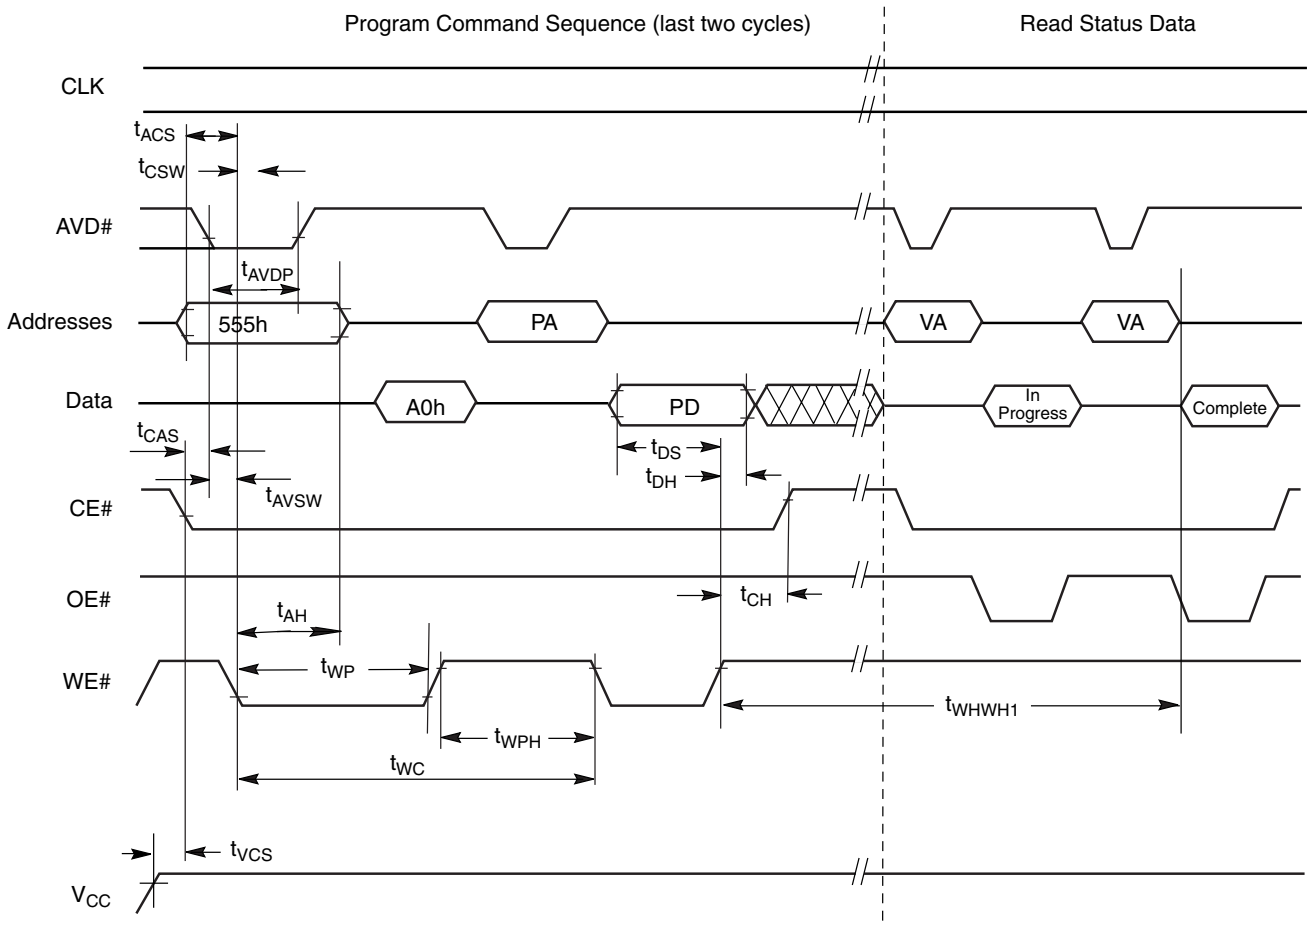 Program Command Sequence (last two cycles)
Read Status Data
CLK
tACS
tCSW
AVD#
tAVDP
Addresses
555h
PA
VA
VA
Data
A0h
PD
In
Progress
Complete
tCAS
tDS
tDH
tAVSW
CE#
OE#
tCH
tAH
tWP
WE#
tWHWH1
tWPH
tWC
tVCS
VCC